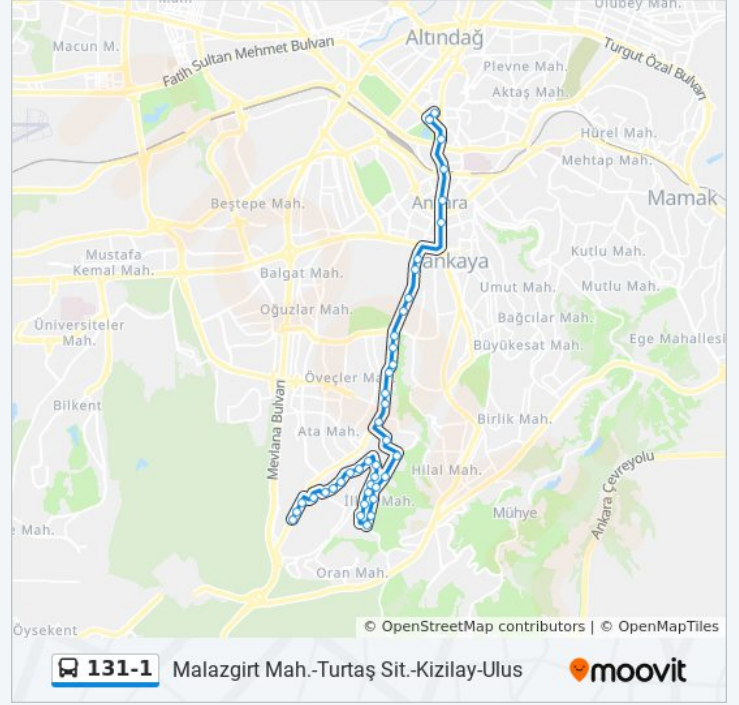 Ulubey Mah.
Altındağ
Macun M.
Fatih Sultan Mehmet Bulvarı
Turgut Özal Bulvarı
Plevne Mah.
Aktaş Mah.
Hürel Mah.
Mehtap Mah.
Mamak
Beştepe Mah.
Ankara
Mustafa
Kemal Mah.
Balgat Mah.
Çankaya
Kutlu Mah.
Umut Mah.
Mutlu Mah.
Oğuzlar Mah.
Bağcılar Mah.
Üniversiteler
Mah.
Ege Mahallesi
Büyükesat Mah.
Öveçler Mah.
Bilkent
Mevlana Bulvarı
Ata Mah.
Birlik Mah.
Hilal Mah.
Ankara Çevreyolu
Mah.
Mühye
e Mah.
Oran Mah.
Öysekent
© OpenStreetMap contributors | © OpenMapTiles
131-1
Malazgirt Mah.-Turtaş Sit.-Kizilay-Ulus
moovit